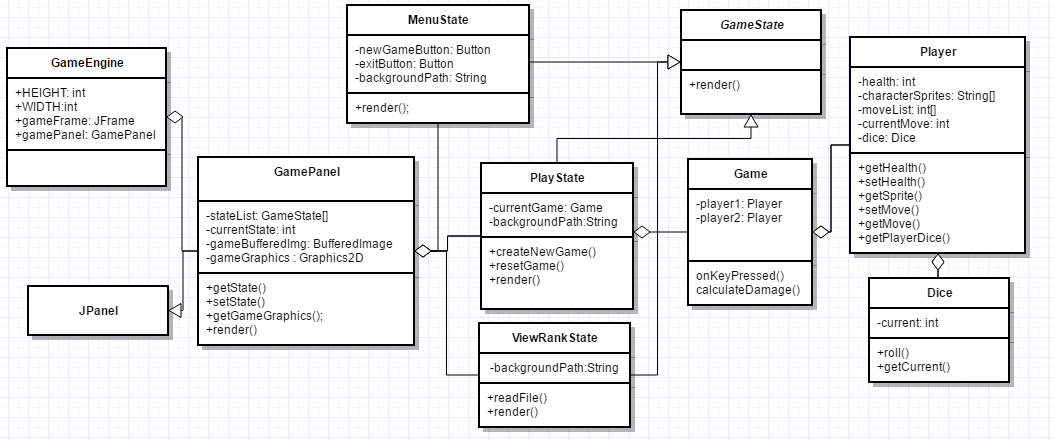 GameEngine
+HEIGHT: int
+WIDTH:int
+gameFrame: JFrame
+gamePanel: GamePanel
JPanel
GamePanel
-stateList: GameState[]
-currentState: int
-gameBufferedImg: BufferedImage
-gameGraphics : Graphics2D
+getState()
+setState()
+getGameGraphics();
+render()
MenuState
-newGameButton: Button
-exitButton: Button
-backgroundPath: String
+render();
PlayState
-currentGame: Game
-backgroundPath:String
+createNewGame()
+resetGame()
+render()
ViewRankState
-backgroundPath:String
+readFile()
+render()
GameState
+render()
Game
-player1: Player
-player2: Player
onKeyPressed()
calculateDamage()
Player
-health: int
-characterSprites: String[]
-moveList: int[]
-currentMove: int
-dice: Dice
+getHealth()
+setHealth()
+getSprite()
+setMove()
+getMove()
+getPlayerDice()
Dice
-current: int
+roll()
+getCurrent()